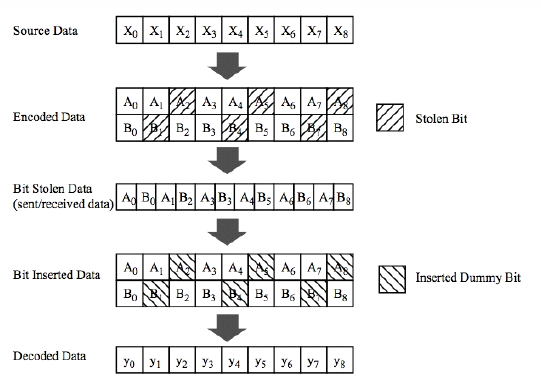 Source Data X0 X1 X2 X3 X4 X5 X6 X7 X8
Encoded Data
A0 A1 A2 A3 A4 A5 A6 A7 A8
B0 B1 B2 B3 B4 B5 B6 B7 B8
Stolen Bit
Bit Stolen Data
(sent/received data)
A0 B0 A1 B2 A3 B3 A4 B5 A6 B6 A7 B8
Bit Inserted Data
A0 A1 A2 A3 A4 A5 A6 A7 A8
B0 B1 B2 B3 B4 B5 B6 B7 B8
Inserted Dummy Bit
Decoded Data y0 y1 y2 y3 y4 y5 y6 y7 y8